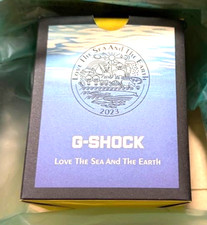 Love The Sea And The Earth
2023
G-SHOCK
LOVE THE SEA AND THE EARTH